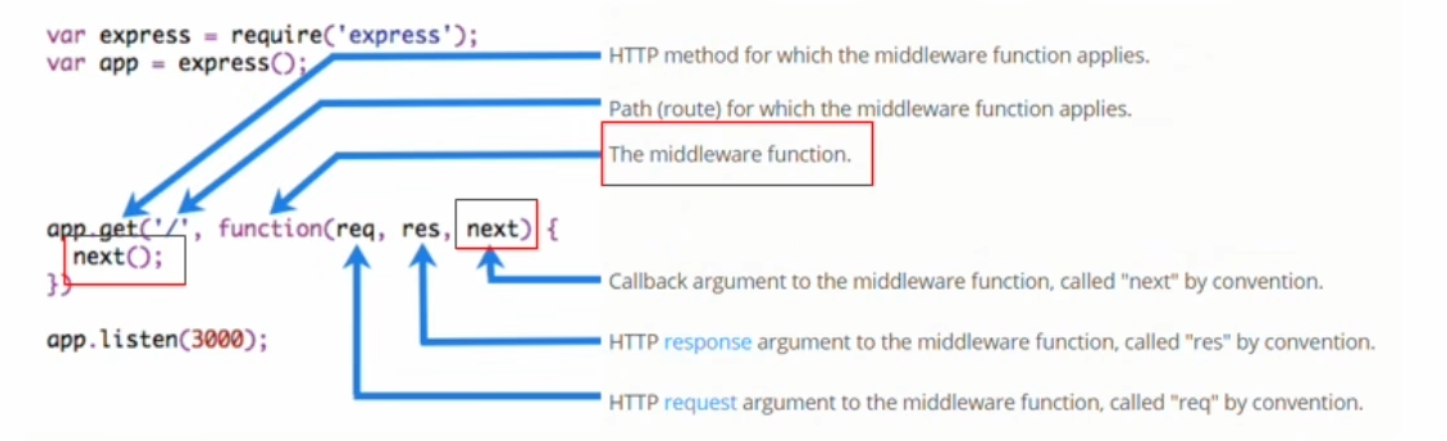 var express = require('express');
var app = express();
HTTP method for which the middleware function applies.
Path (route) for which the middleware function applies.
The middleware function.
app.get('/', function(req, res, next) {
next();
})
Callback argument to the middleware function, called "next" by convention.
app.listen(3000);
HTTP response argument to the middleware function, called "res" by convention.
HTTP request argument to the middleware function, called "req" by convention.